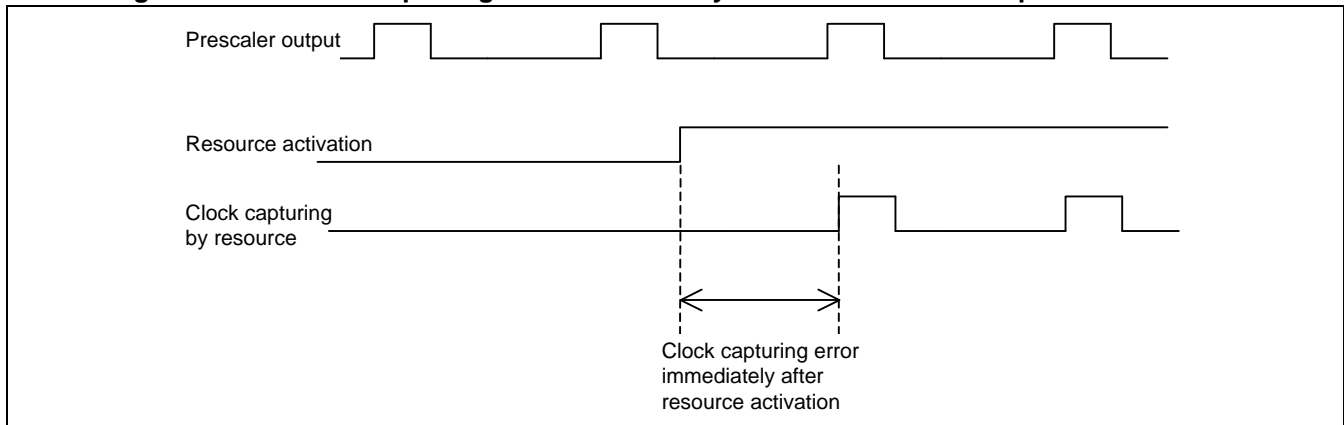 Prescaler output
Resource activation
Clock capturing
by resource
Clock capturing error
immediately after
resource activation